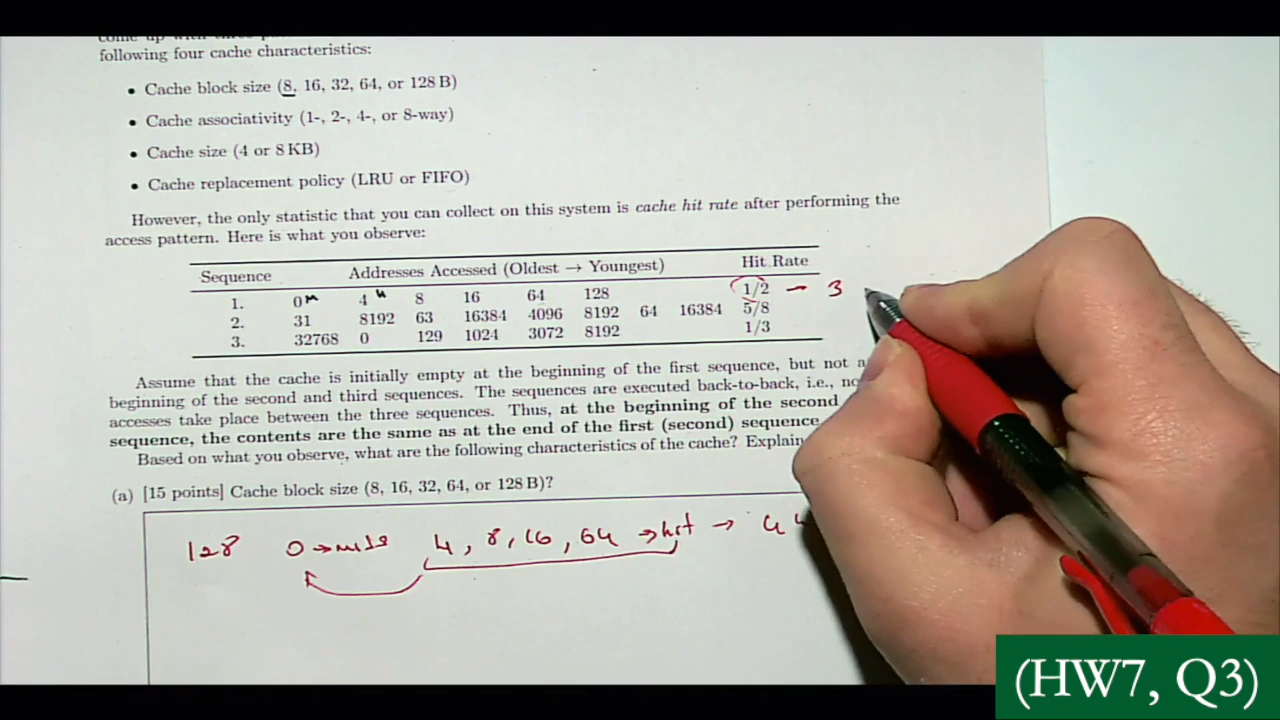 following four cache characteristics:
• Cache block size (8, 16, 32, 64, or 128 B)
• Cache associativity (1-, 2-, 4-, or 8-way)
• Cache size (4 or 8 KB)
• Cache replacement policy (LRU or FIFO)
However, the only statistic that you can collect on this system is cache hit rate after performing the
access pattern. Here is what you observe:
Sequence Addresses Accessed (Oldest → Youngest) Hit Rate
1. 0 m 4 H 8 16 64 128 1/2 – 3
2. 31 8192 63 16384 4096 8192 64 16384 5/8
3. 32768 0 129 1024 3072 8192 1/3
Assume that the cache is initially empty at the beginning of the first sequence, but not a
beginning of the second and third sequences. The sequences are executed back-to-back, i.e., no
accesses take place between the three sequences. Thus, at the beginning of the second
sequence, the contents are the same as at the end of the first (second) sequence
Based on what you observe, what are the following characteristics of the cache? Explain
(a) [15 points] Cache block size (8, 16, 32, 64, or 128 B)?
128 0 → miss 4, 8, 16, 64 → hit → 4
(HW7, Q3)